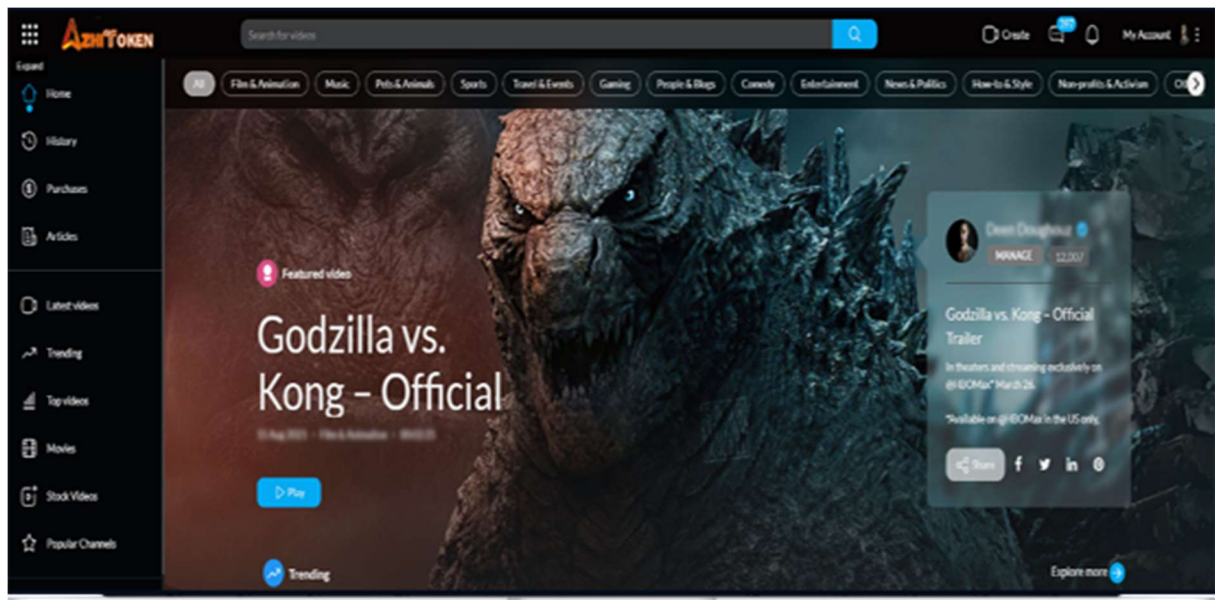 AZHITOKEN
Search for videos
Create
My Account
Expand
All
Film & Animation
Music
Pets & Animals
Sports
Travel & Events
Gaming
People & Blogs
Comedy
Entertainment
News & Politics
How-to & Style
Non-profits & Activism
Home
History
Purchases
Articles
Latest videos
Trending
Top videos
Movies
Stock Videos
Popular Channels
Featured video
Godzilla vs.
Kong – Official
Play
Trending
Deen Doughouz
MANAGE
12,007
Godzilla vs. Kong – Official
Trailer
In theaters and streaming exclusively on
@HBOMax* March 26.
*Available on @HBOMax in the US only.
Share
Explore more